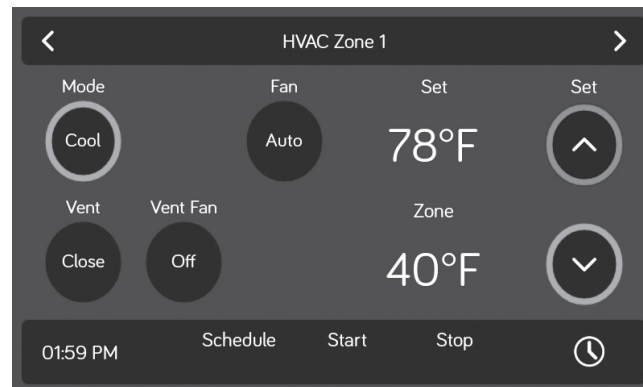 HVAC Zone 1
Mode Fan Set Set
Cool Auto 78°F
Vent Vent Fan Zone
Close Off 40°F
01:59 PM Schedule Start Stop